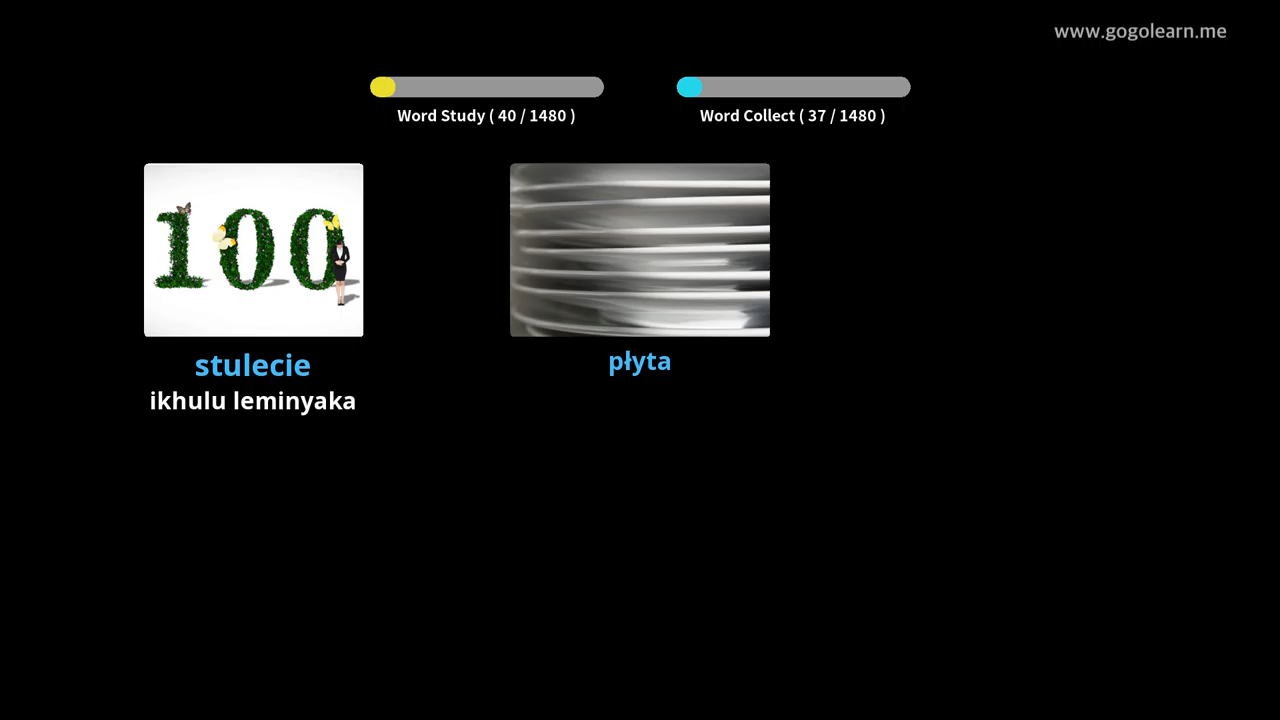 www.gogolearn.me
Word Study ( 40 / 1480 )
Word Collect ( 37 / 1480 )
100
stulecie
ikhulu leminyaka
płyta